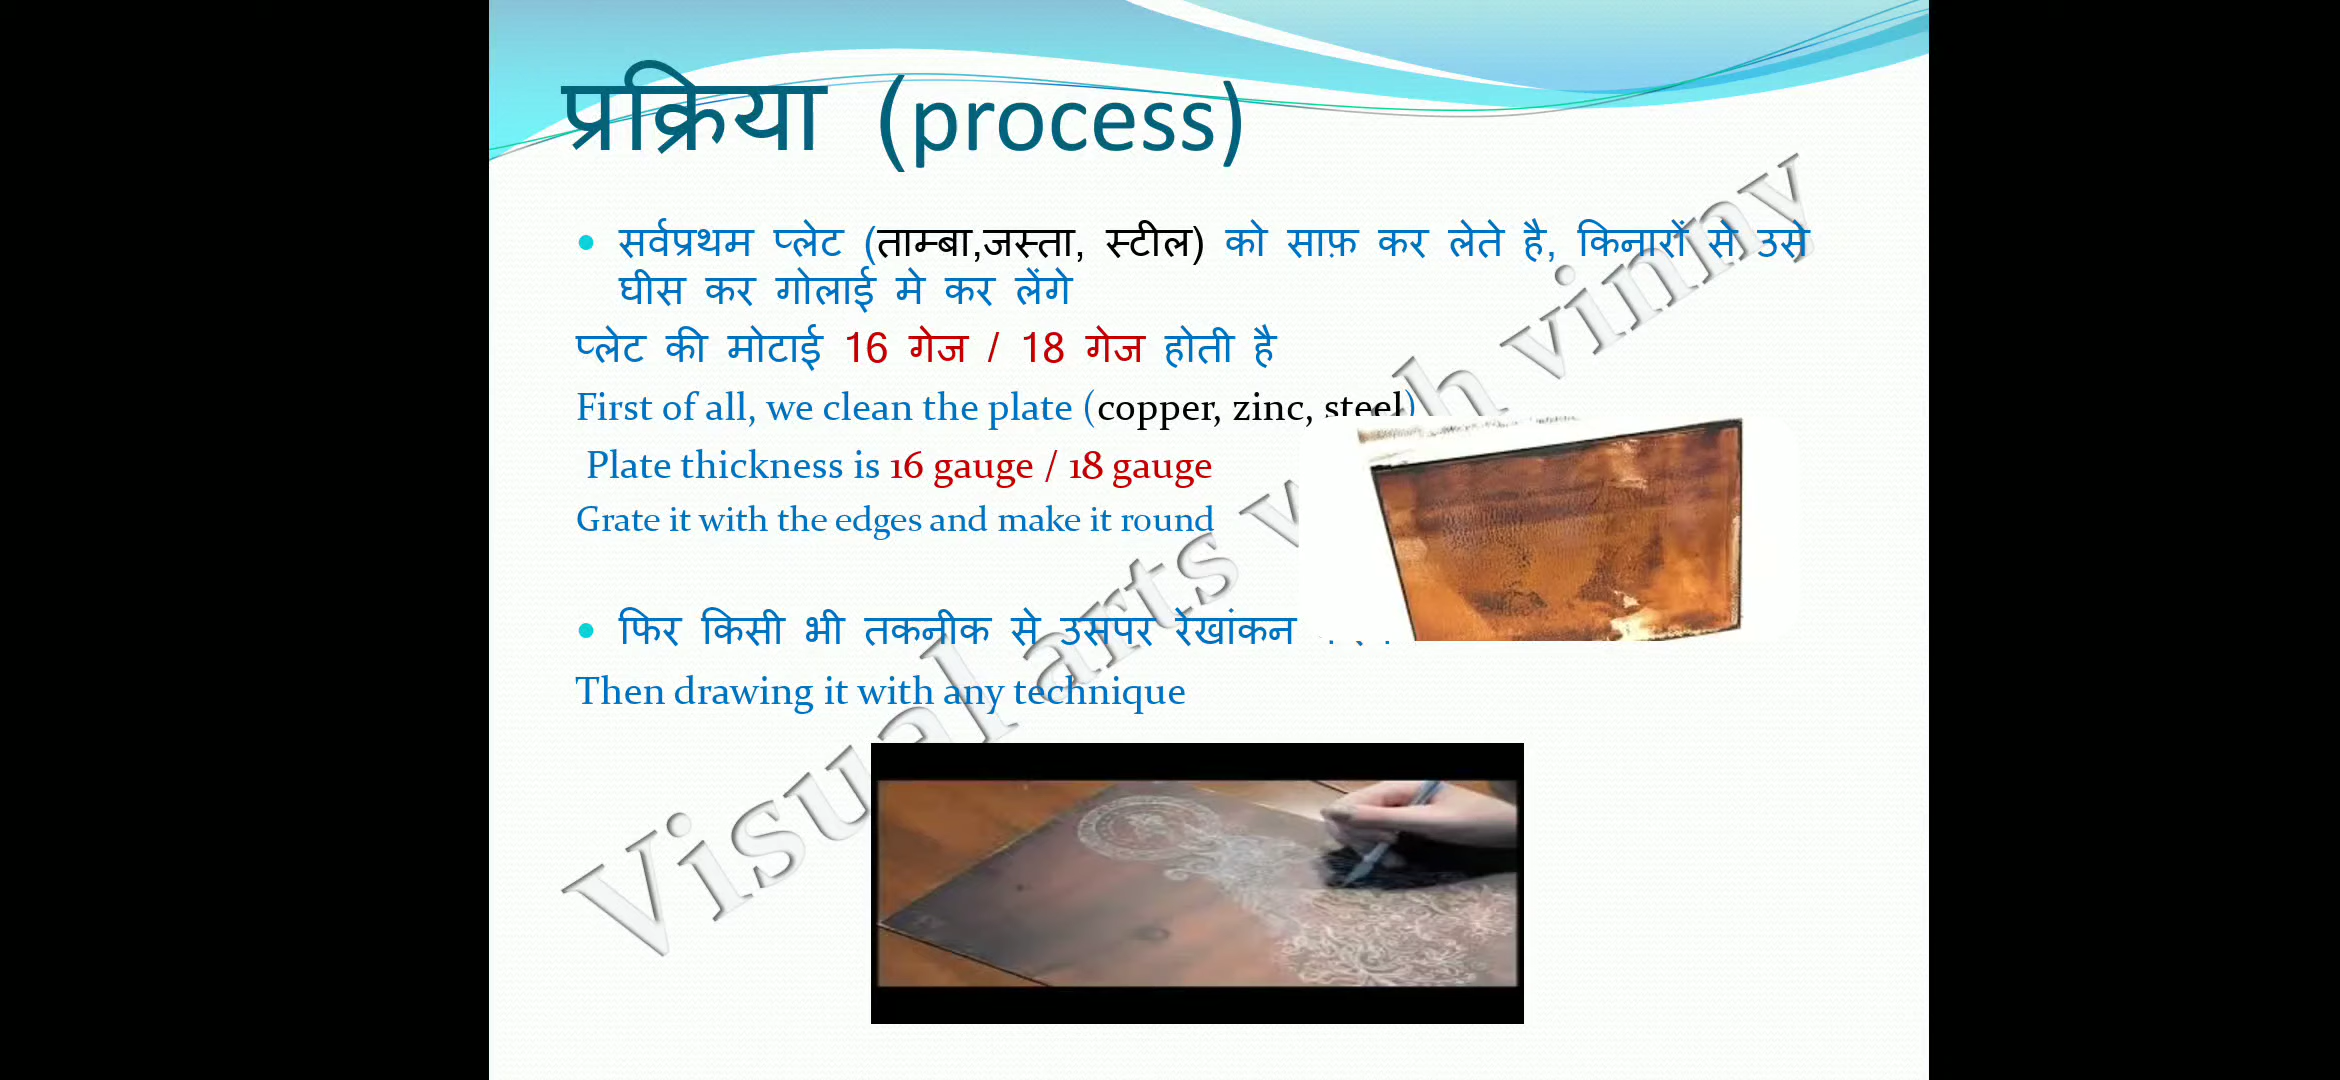 प्रक्रिया (process)
सर्वप्रथम प्लेट (ताम्बा,जस्ता, स्टील) को साफ़ कर लेते है, किनारों से उसे
घीस कर गोलाई मे कर लेंगे
प्लेट की मोटाई 16 गेज / 18 गेज होती है
First of all, we clean the plate (copper, zinc, steel)
Plate thickness is 16 gauge / 18 gauge
Grate it with the edges and make it round
फिर किसी भी तकनीक से उसपर रेखांकन
Then drawing it with any technique
Visual arts vinny